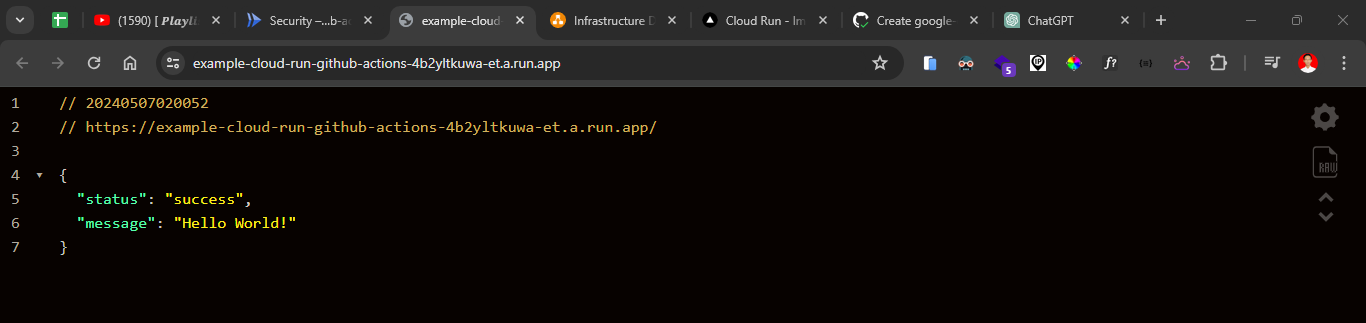 (1590) [ 𝑷𝒍𝒂𝒚𝒍
Security –...b-a
example-cloud
Infrastructure D
Cloud Run - Im
Create google-
ChatGPT
example-cloud-run-github-actions-4b2yltkuwa-et.a.run.app
5
IP
f?
1 // 20240507020052
2 // https://example-cloud-run-github-actions-4b2yltkuwa-et.a.run.app/
3
4 {
5 "status": "success",
6 "message": "Hello World!"
7 }
RAW